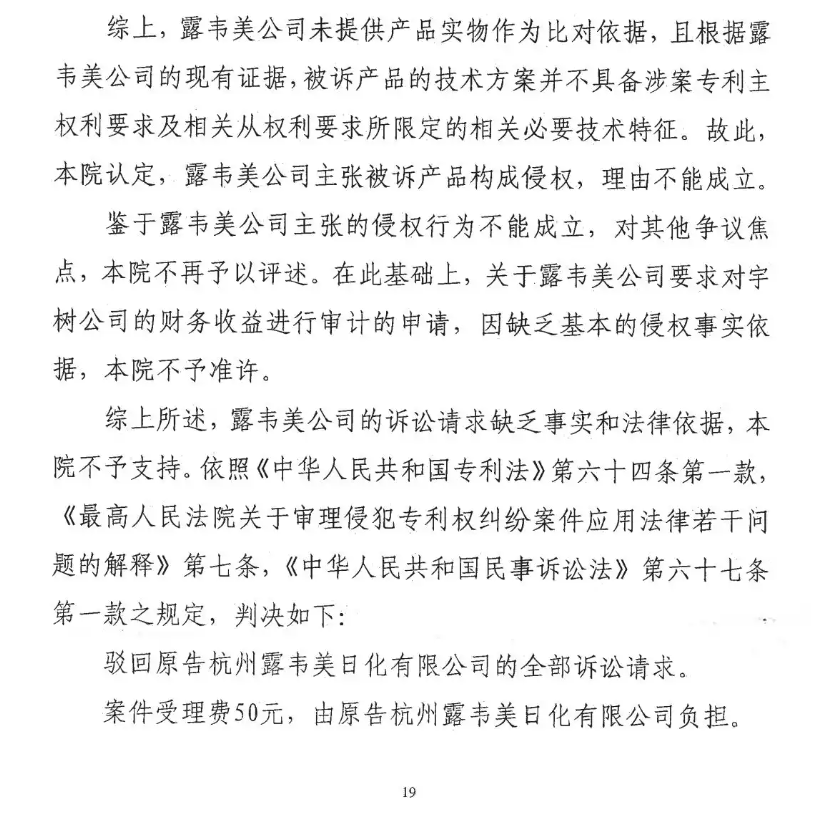 综上，露韦美公司未提供产品实物作为比对依据，且根据露
韦美公司的现有证据，被诉产品的技术方案并不具备涉案专利主
权利要求及相关从权利要求所限定的相关必要技术特征。故此，
本院认定，露韦美公司主张被诉产品构成侵权，理由不能成立。
鉴于露韦美公司主张的侵权行为不能成立，对其他争议焦
点，本院不再予以评述。在此基础上，关于露韦美公司要求对宇
树公司的财务收益进行审计的申请，因缺乏基本的侵权事实依
据，本院不予准许。
综上所述，露韦美公司的诉讼请求缺乏事实和法律依据，本
院不予支持。依照《中华人民共和国专利法》第六十四条第一款，
《最高人民法院关于审理侵犯专利权纠纷案件应用法律若干问
题的解释》第七条，《中华人民共和国民事诉讼法》第六十七条
第一款之规定，判决如下：
驳回原告杭州露韦美日化有限公司的全部诉讼请求。
案件受理费50元，由原告杭州露韦美日化有限公司负担。
19